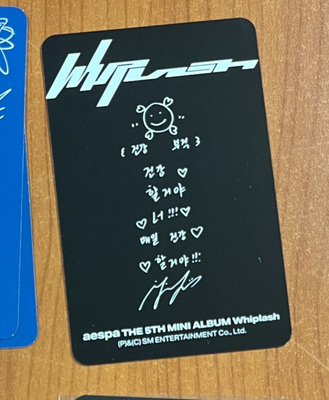 Whiplash
{ 건강 부적 }
건강 ♡
할거야
♡ 너!!! ♡
매일 건강 ♡
♡ 할거야!!!
aespa THE 5TH MINI ALBUM Whiplash
(P)&(C) SM ENTERTAINMENT Co., Ltd.